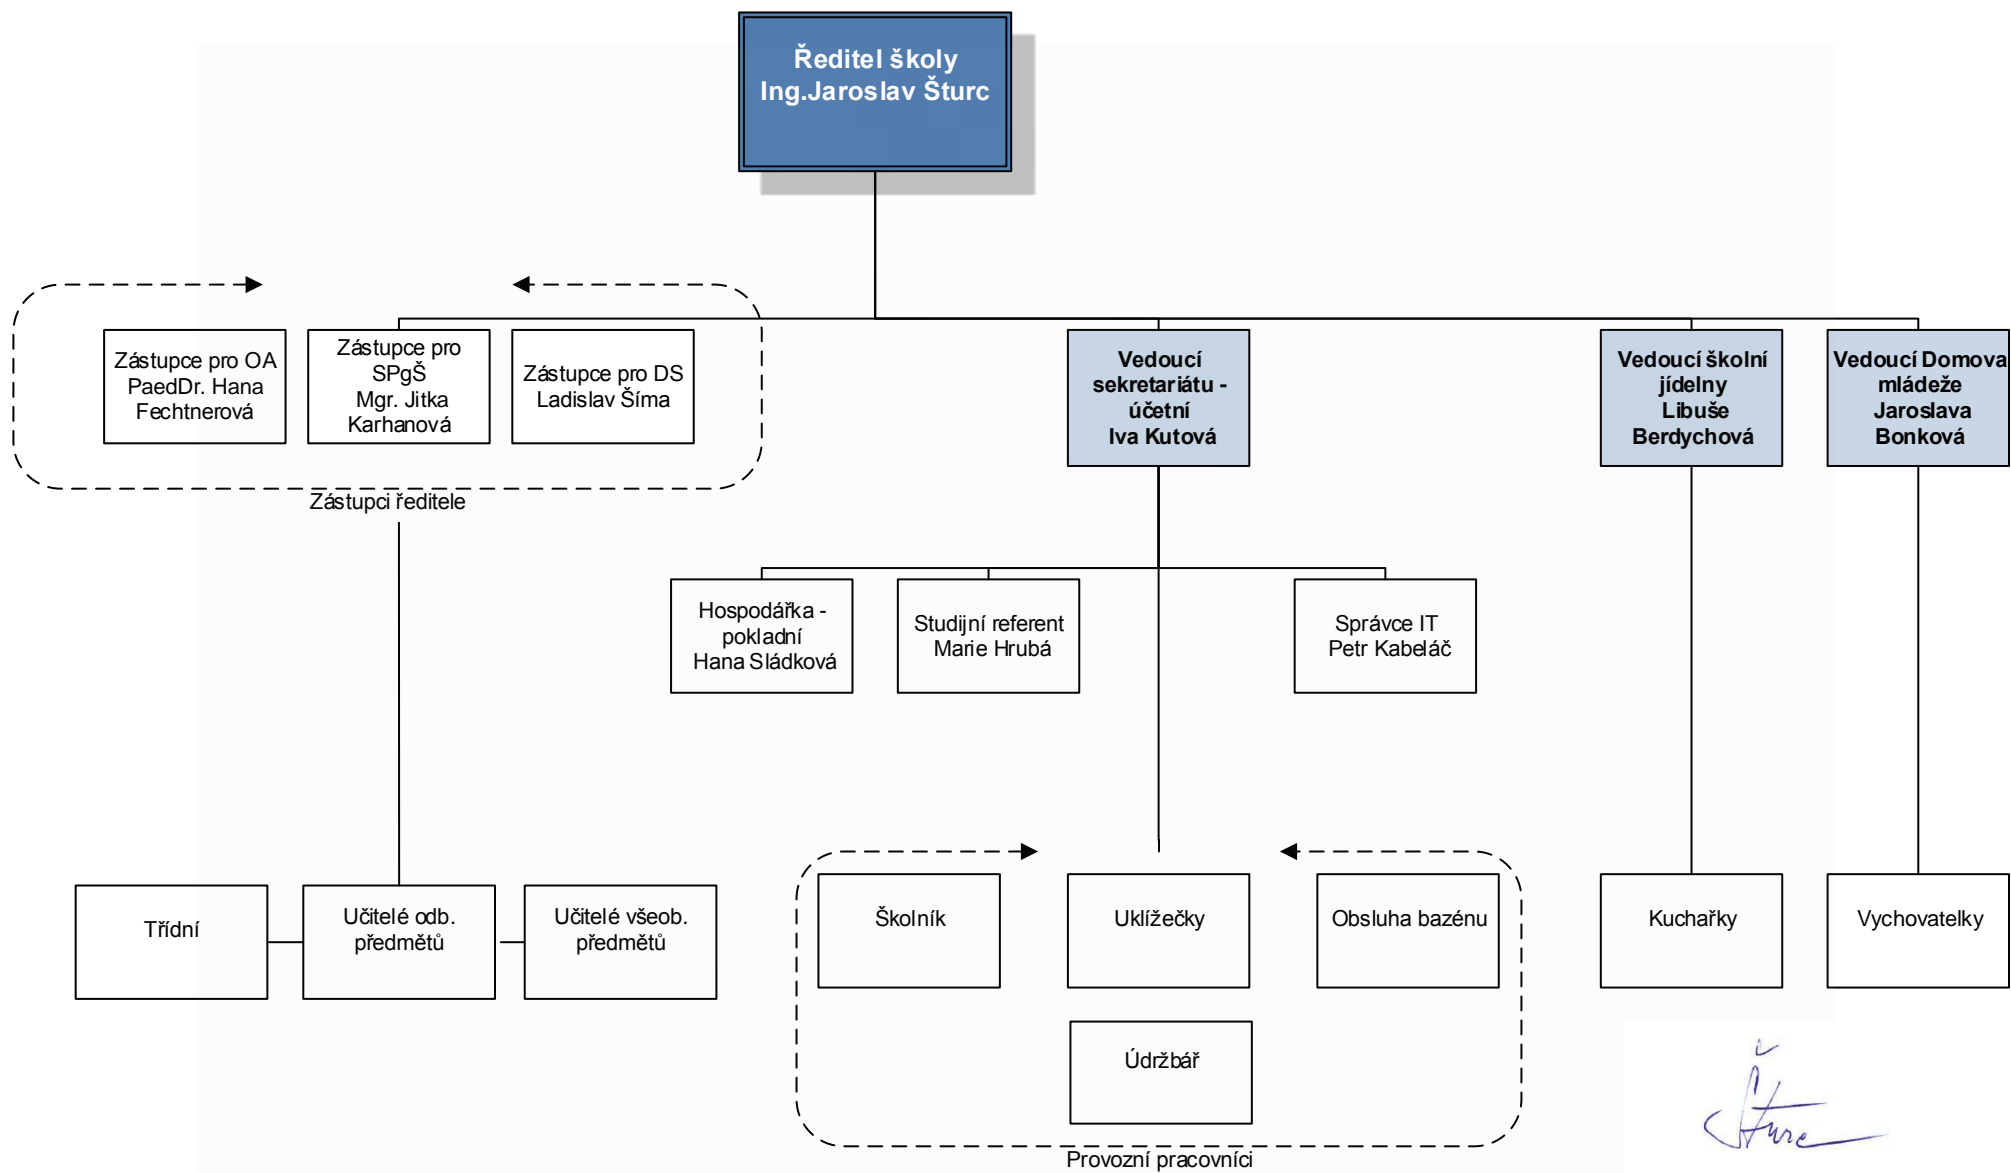 Ředitel školy
Ing.Jaroslav Šturc
Zástupce pro OA
PaedDr. Hana
Fechtnerová
Zástupce pro
SPgŠ
Mgr. Jitka
Karhanová
Zástupce pro DS
Ladislav Šíma
Zástupci ředitele
Vedoucí
sekretariátu -
účetní
Iva Kutová
Vedoucí školní
jídelny
Libuše
Berdychová
Vedoucí Domova
mládeže
Jaroslava
Bonková
Hospodářka -
pokladní
Hana Sládková
Studijní referent
Marie Hrubá
Správce IT
Petr Kabeláč
Třídní
Učitelé odb.
předmětů
Učitelé všeob.
předmětů
Školník
Uklížečky
Obsluha bazénu
Kuchařky
Vychovatelky
Údržbář
Provozní pracovníci
Šturc